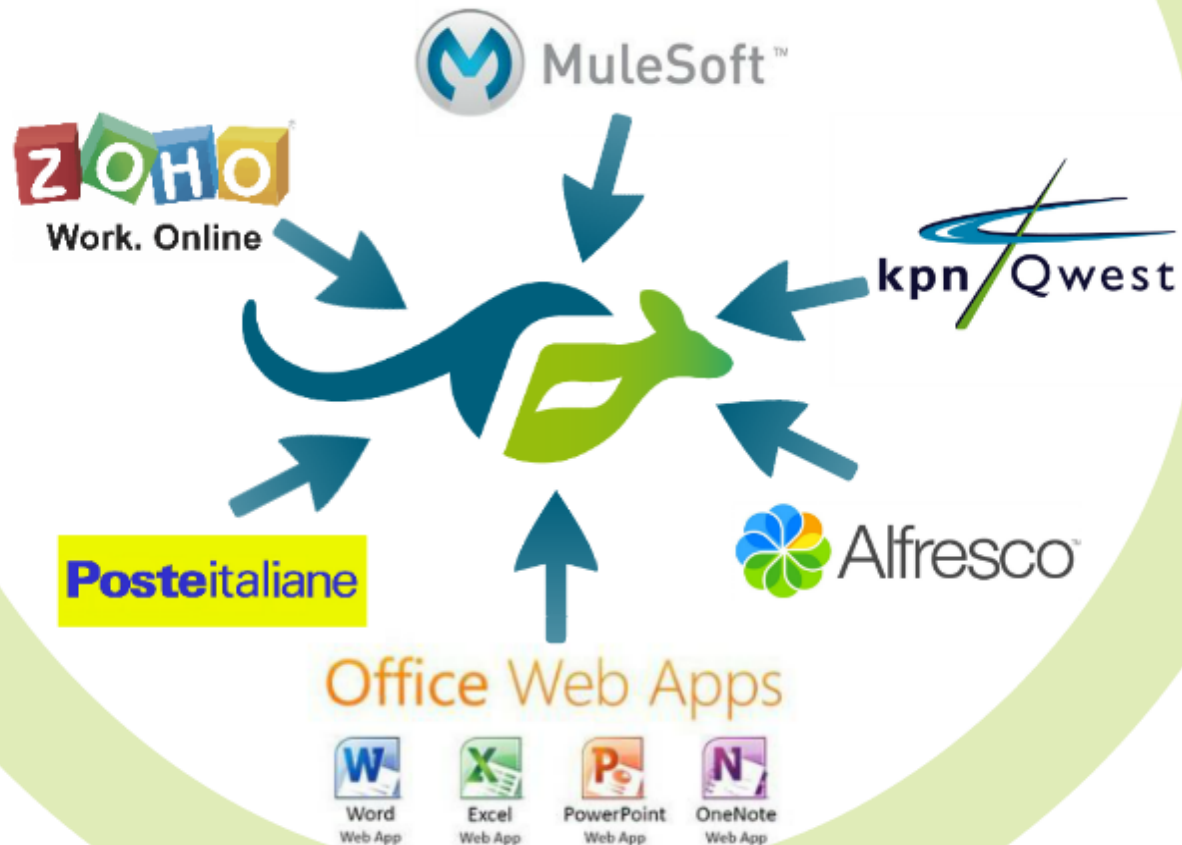 MuleSoft™
ZOHO®
Work. Online
kpn Qwest
Alfresco™
Posteitaliane
Office Web Apps
Word Excel PowerPoint OneNote
Web App Web App Web App Web App